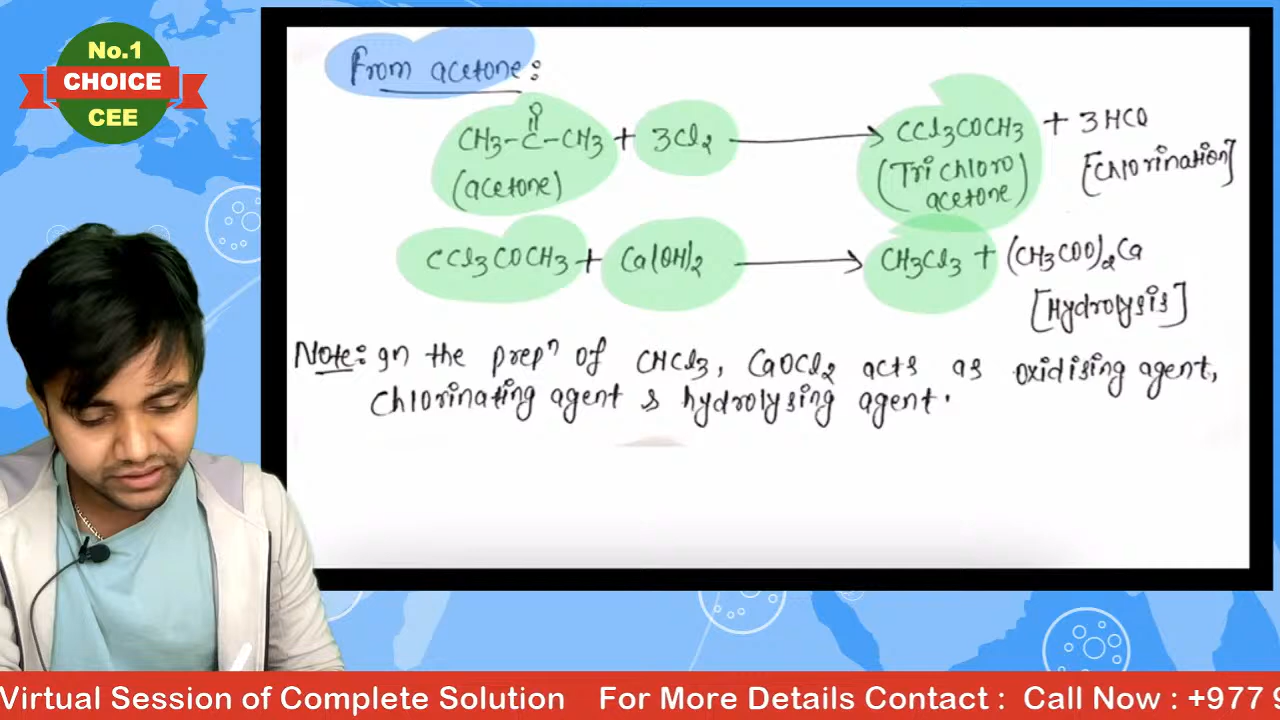 No.1
CHOICE
CEE
From acetone:
O
CH3-C-CH3 + 3Cl2 → CCl3COCH3 + 3HCl
(acetone) (Trichloro acetone) [Chlorination]
CCl3COCH3 + Ca(OH)2 → CH3Cl3 + (CH3COO)2Ca
[Hydrolysis]
Note: In the prepn of CHCl3, CaOCl2 acts as oxidising agent,
Chlorinating agent & hydrolysing agent.
Virtual Session of Complete Solution For More Details Contact : Call Now : +977 9